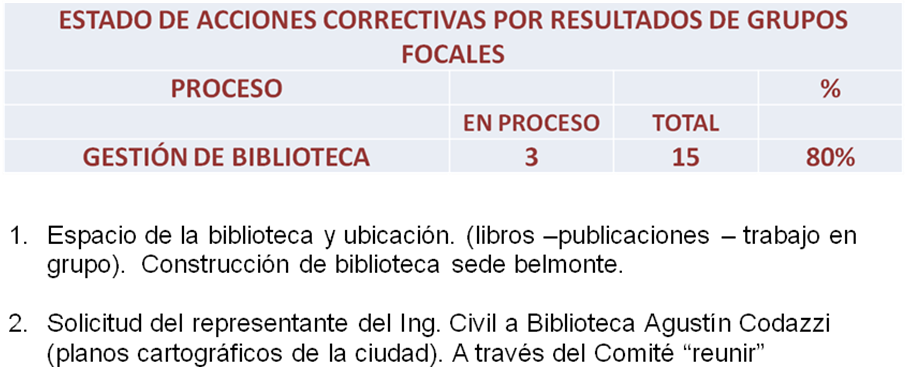 ESTADO DE ACCIONES CORRECTIVAS POR RESULTADOS DE GRUPOS
FOCALES
PROCESO %
EN PROCESO TOTAL
GESTIÓN DE BIBLIOTECA 3 15 80%
1. Espacio de la biblioteca y ubicación. (libros –publicaciones – trabajo en
grupo). Construcción de biblioteca sede belmonte.
2. Solicitud del representante del Ing. Civil a Biblioteca Agustín Codazzi
(planos cartográficos de la ciudad). A través del Comité “reunir”